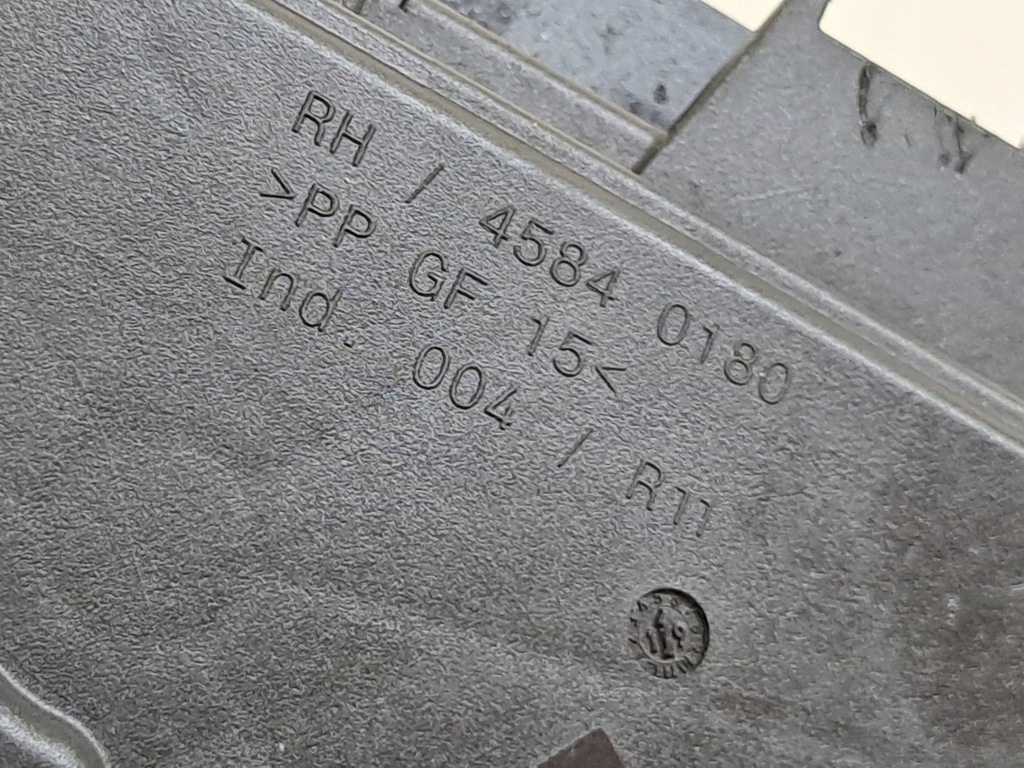 RH / 4584 0180
>PP GF 15<
Ind. 004 / R11